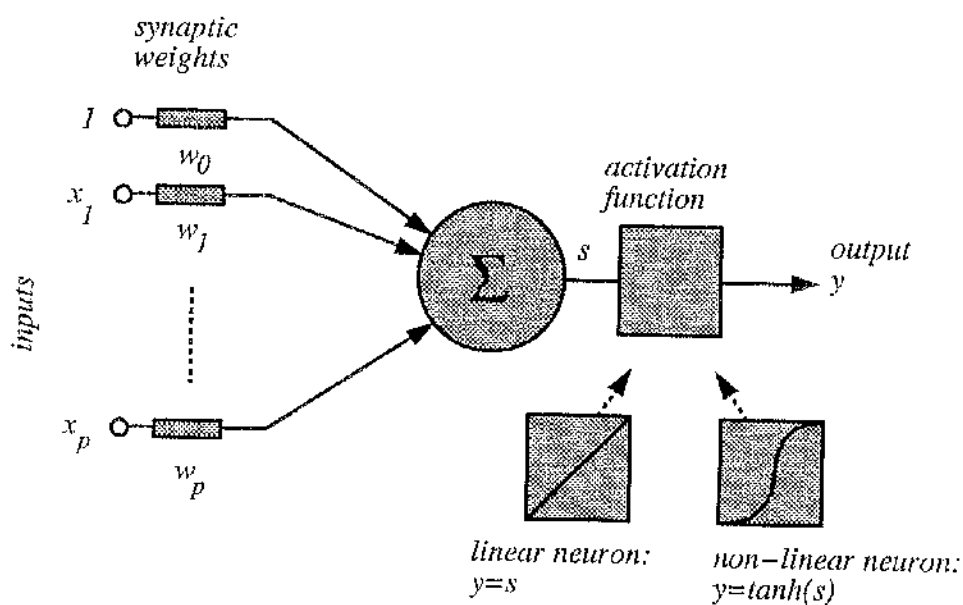 synaptic
weights
1
w0
x1
w1
inputs
xp
wp
Σ
s
activation
function
output
y
linear neuron:
y=s
non-linear neuron:
y=tanh(s)